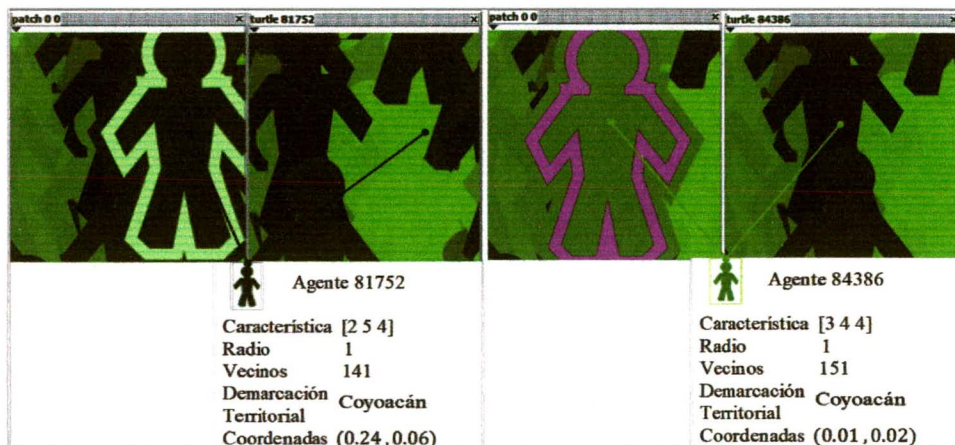 patch 0 0
turtle 81752
patch 0 0
turtle 84386
Agente 81752
Característica [2 5 4]
Radio 1
Vecinos 141
Demarcación
Territorial Coyoacán
Coordenadas (0.24 , 0.06)
Agente 84386
Característica [3 4 4]
Radio 1
Vecinos 151
Demarcación
Territorial Coyoacán
Coordenadas (0.01 , 0.02)